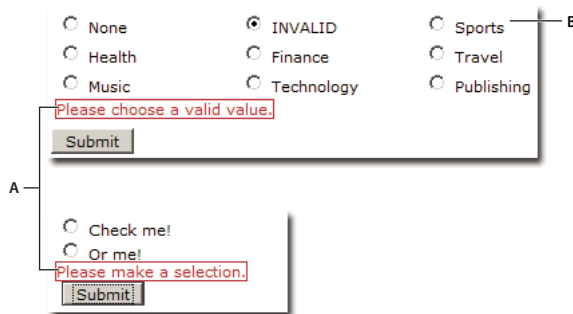 None INVALID Sports B
Health Finance Travel
Music Technology Publishing
Please choose a valid value.
Submit
A
Check me!
Or me!
Please make a selection.
Submit